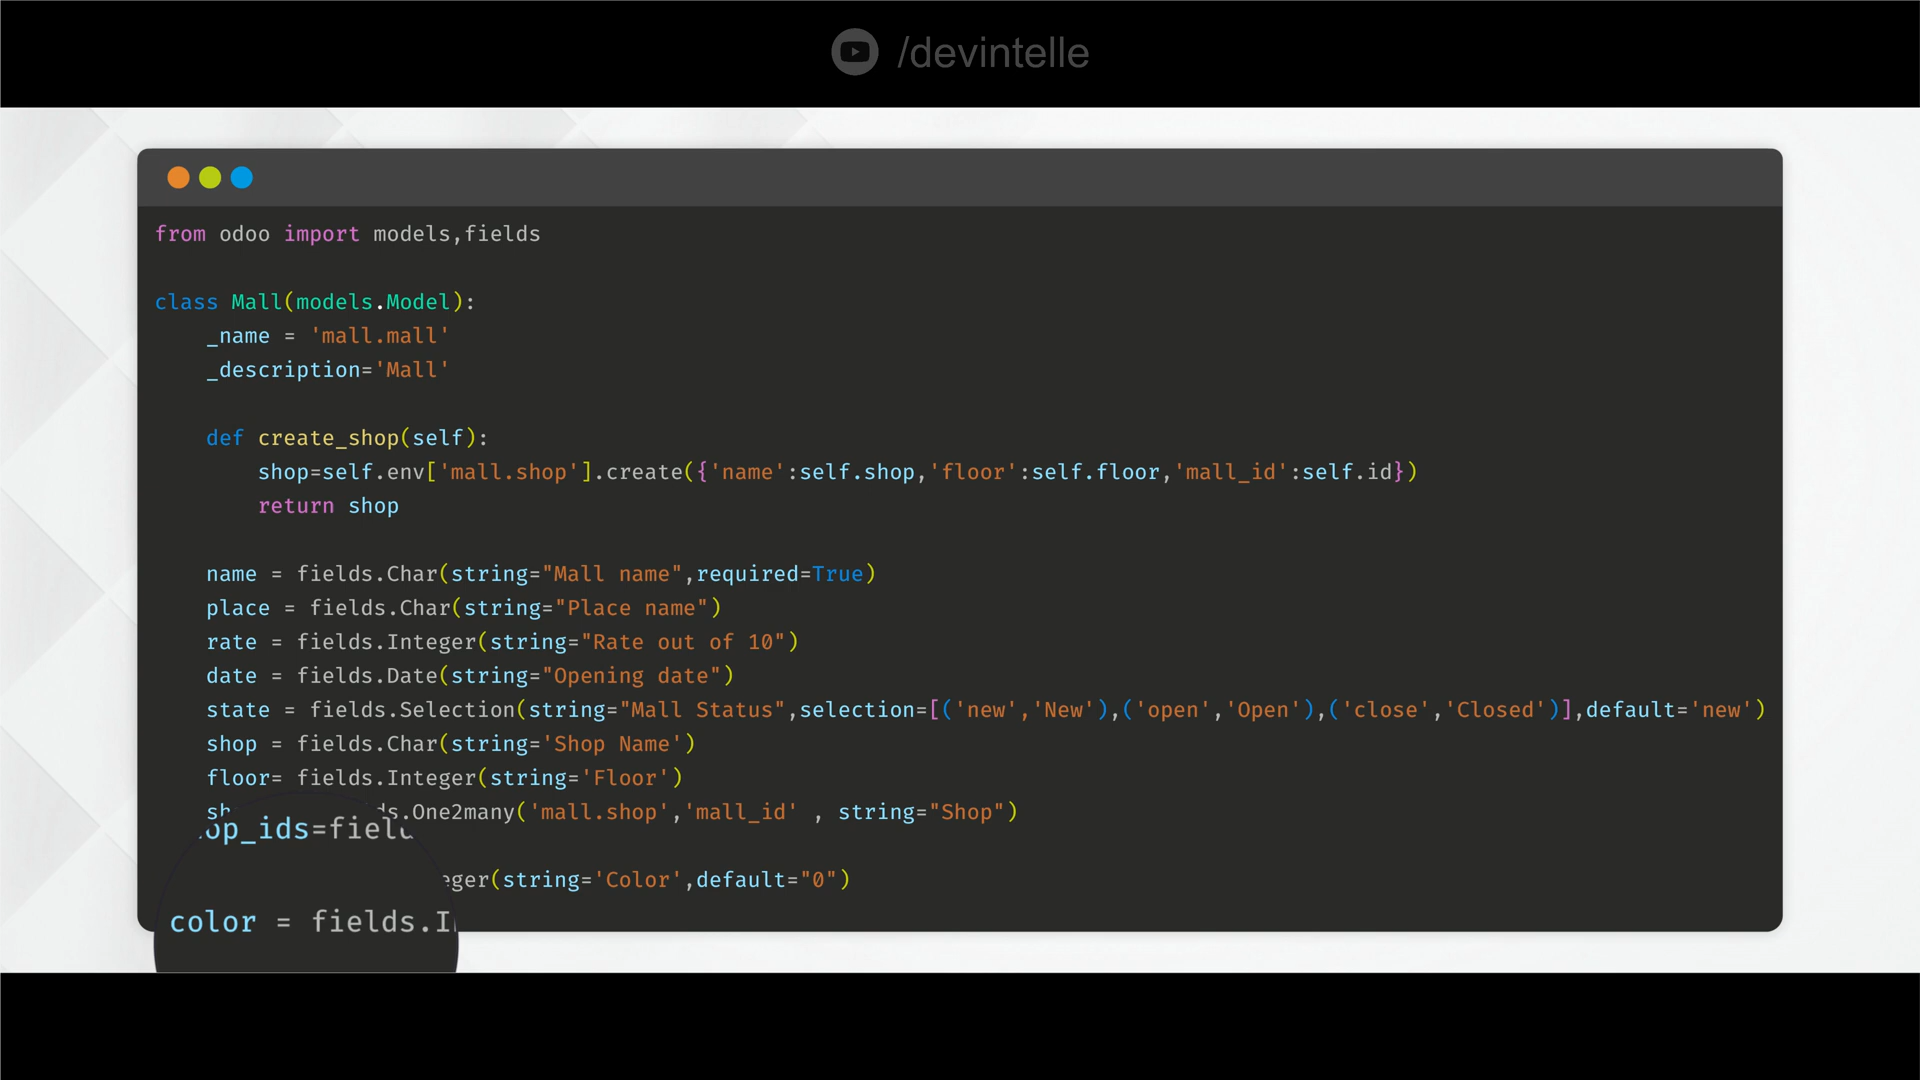 /devintelle
from odoo import models,fields
class Mall(models.Model):
    _name = 'mall.mall'
    _description='Mall'
    def create_shop(self):
        shop=self.env['mall.shop'].create({'name':self.shop,'floor':self.floor,'mall_id':self.id})
        return shop
    name = fields.Char(string="Mall name",required=True)
    place = fields.Char(string="Place name")
    rate = fields.Integer(string="Rate out of 10")
    date = fields.Date(string="Opening date")
    state = fields.Selection(string="Mall Status",selection=[('new','New'),('open','Open'),('close','Closed')],default='new')
    shop = fields.Char(string='Shop Name')
    floor= fields.Integer(string='Floor')
    sh ds.One2many('mall.shop','mall_id' , string="Shop")
op_ids=field
eger(string='Color',default="0")
color = fields.I